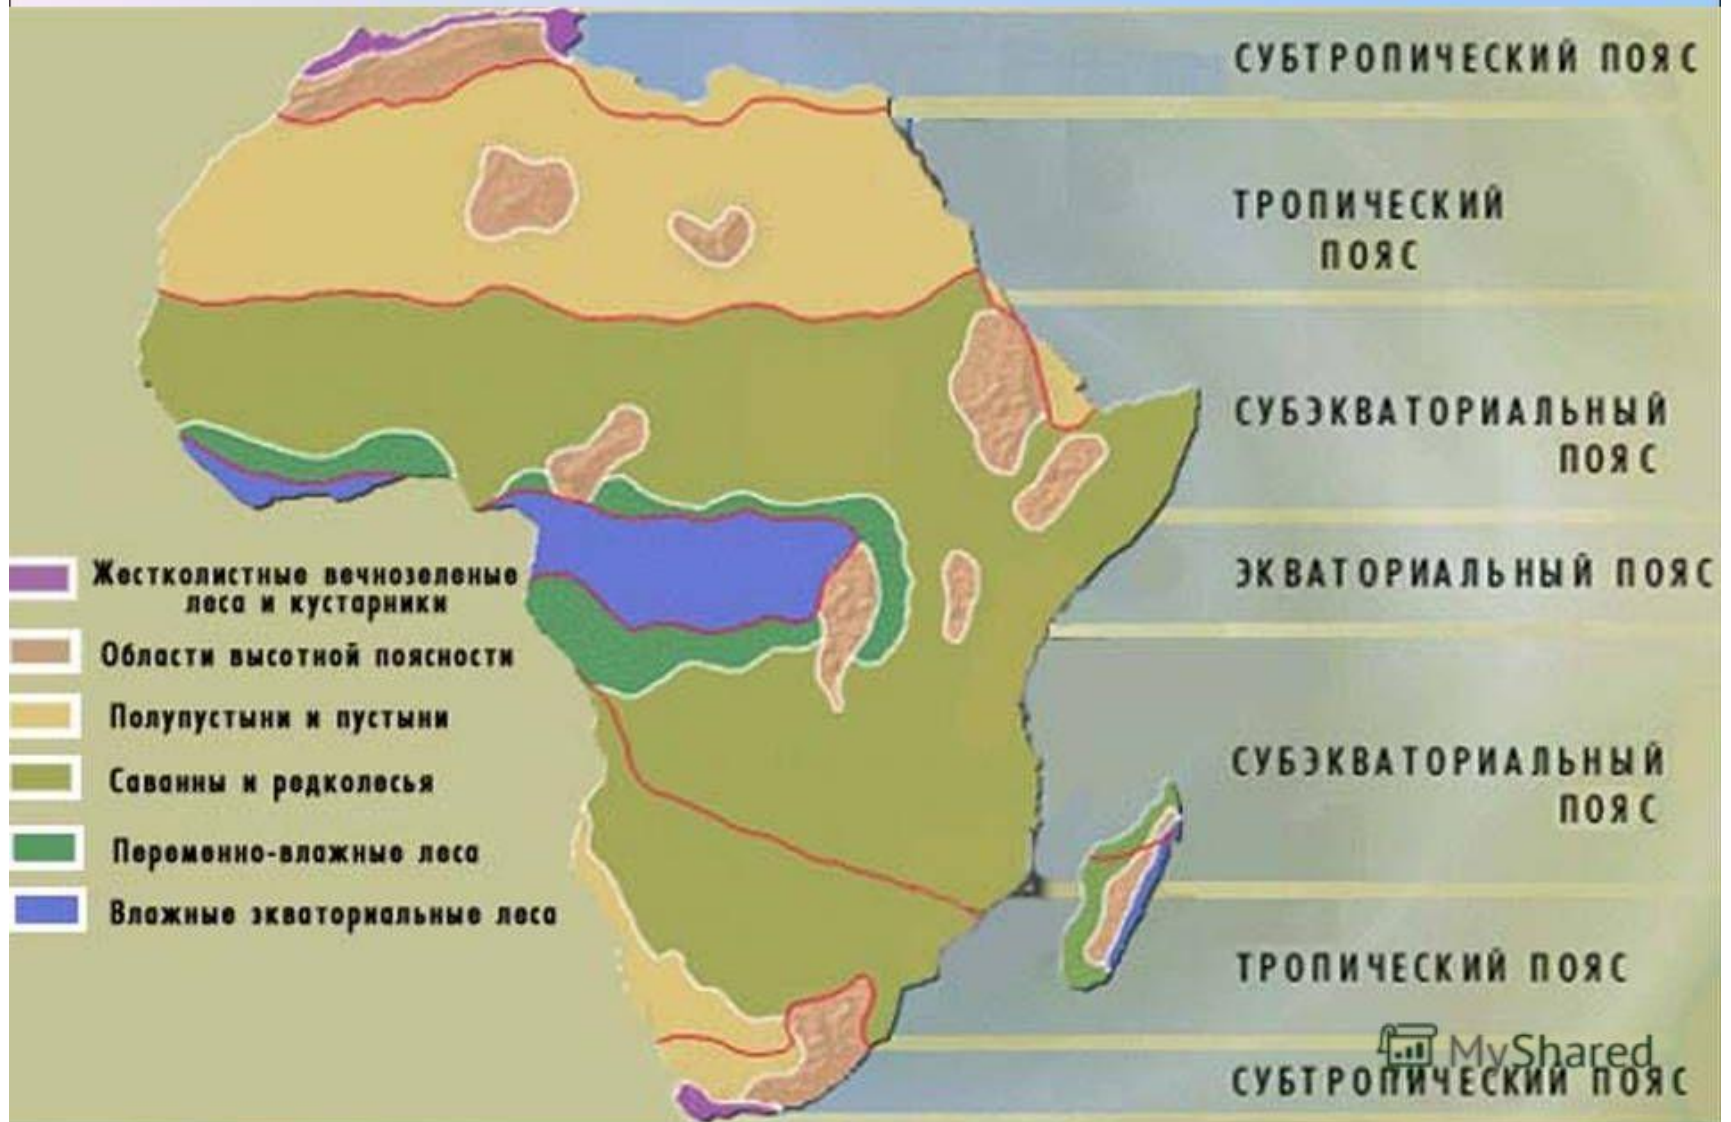 СУБТРОПИЧЕСКИЙ ПОЯС
ТРОПИЧЕСКИЙ
ПОЯС
СУБЭКВАТОРИАЛЬНЫЙ
ПОЯС
ЭКВАТОРИАЛЬНЫЙ ПОЯС
СУБЭКВАТОРИАЛЬНЫЙ
ПОЯС
ТРОПИЧЕСКИЙ ПОЯС
СУБТРОПИЧЕСКИЙ ПОЯС
Жестколистные вечнозеленые
леса и кустарники
Области высотной поясности
Полупустыни и пустыни
Саванны и редколесья
Переменно-влажные леса
Влажные экваториальные леса
MyShared